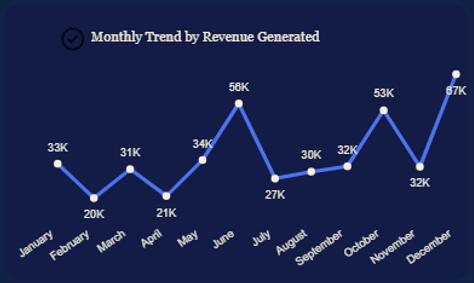 Monthly Trend by Revenue Generated
33K
20K
31K
21K
34K
56K
27K
30K
32K
53K
32K
67K
January
February
March
April
May
June
July
August
September
October
November
December